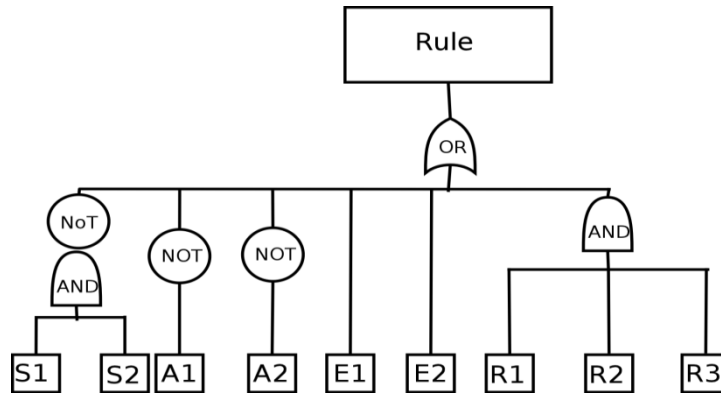 Rule
OR
NoT
NOT
NOT
AND
AND
S1
S2
A1
A2
E1
E2
R1
R2
R3